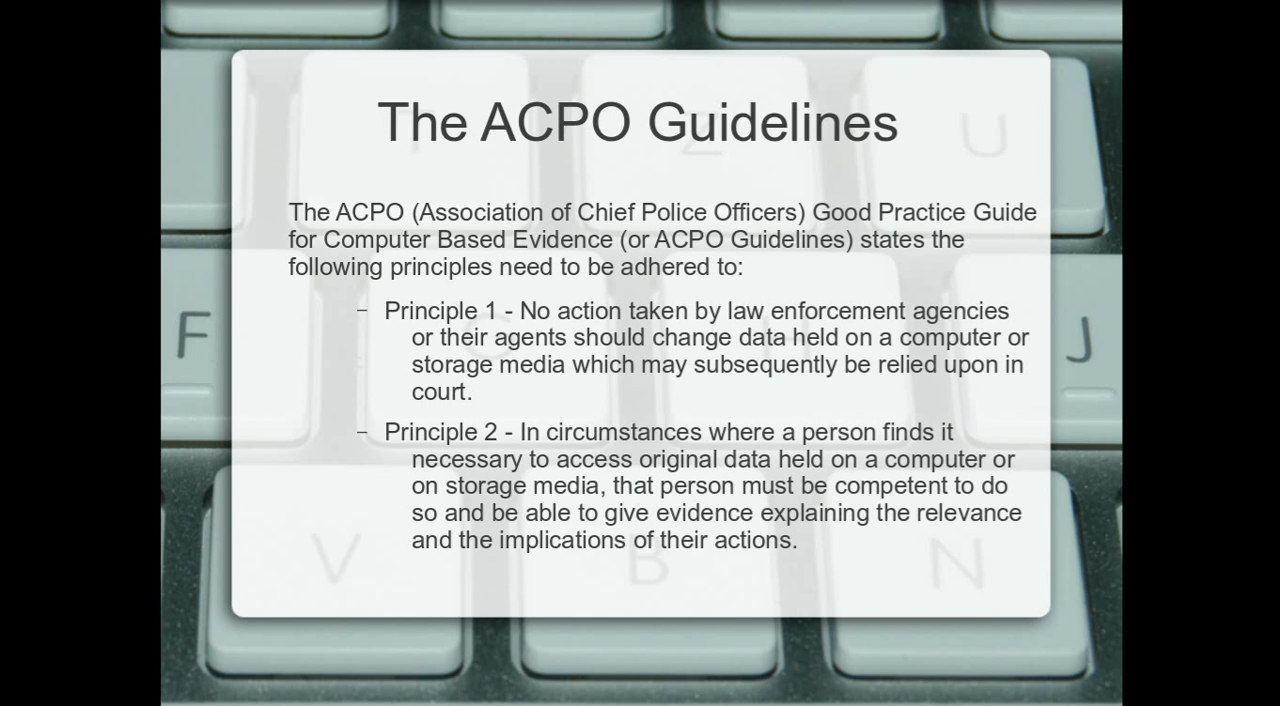 The ACPO Guidelines
The ACPO (Association of Chief Police Officers) Good Practice Guide
for Computer Based Evidence (or ACPO Guidelines) states the
following principles need to be adhered to:
– Principle 1 - No action taken by law enforcement agencies
or their agents should change data held on a computer or
storage media which may subsequently be relied upon in
court.
– Principle 2 - In circumstances where a person finds it
necessary to access original data held on a computer or
on storage media, that person must be competent to do
so and be able to give evidence explaining the relevance
and the implications of their actions.
Z
U
F
G
H
J
V
B
N